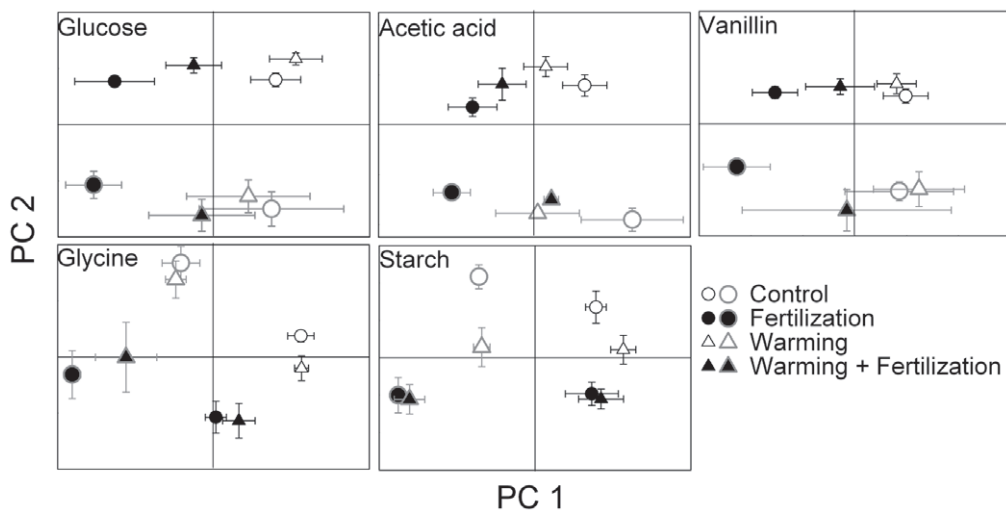 Glucose
Acetic acid
Vanillin
PC 2
Glycine
Starch
Control
Fertilization
Warming
Warming + Fertilization
PC 1